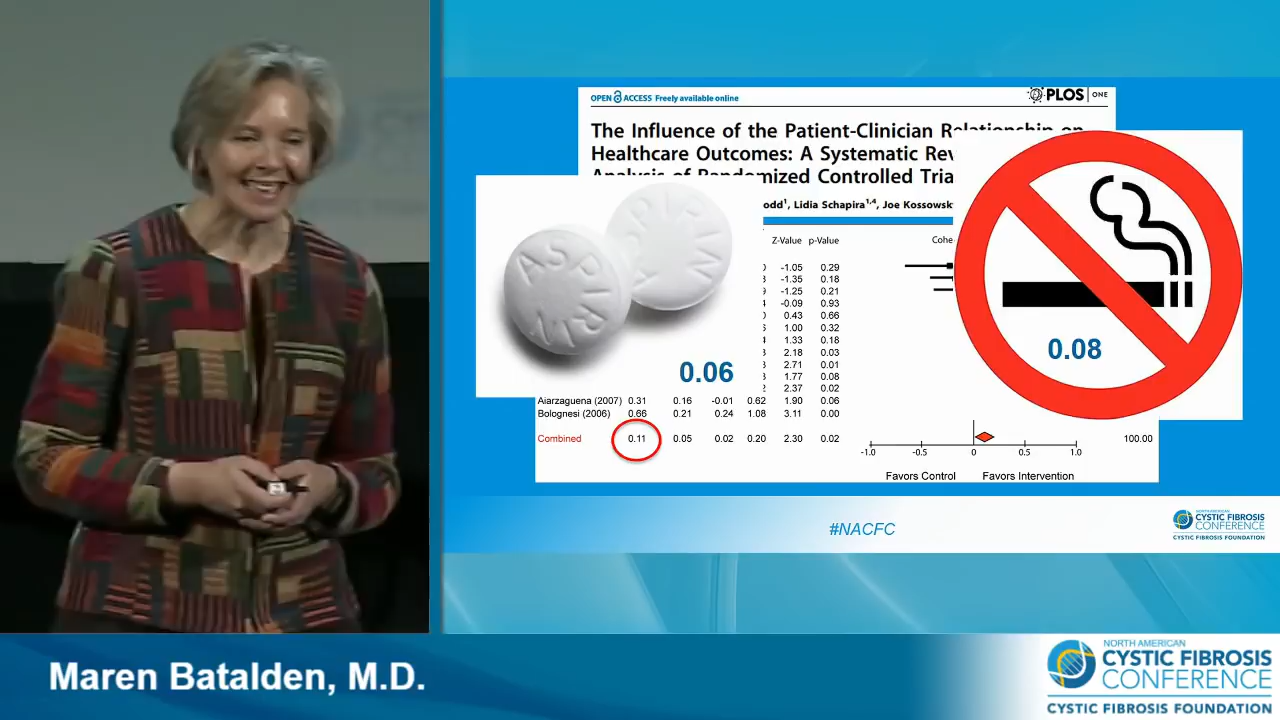 OPEN ACCESS Freely available online
PLOS ONE
The Influence of the Patient-Clinician Relationship on
Healthcare Outcomes: A Systematic Rev
Analysis of Randomized Controlled Tria
odd¹, Lidia Schapira¹,⁴, Joe Kossowsk
Z-Value p-Value Cohe
-1.05 0.29
-1.35 0.18
-1.25 0.21
-0.09 0.93
0.43 0.66
1.00 0.32
1.33 0.18
2.18 0.03
2.71 0.01
1.77 0.08
2.37 0.02
Aiarzaguena (2007) 0.31 0.16 -0.01 0.62 1.90 0.06
Bolognesi (2006) 0.66 0.21 0.24 1.08 3.11 0.00
Combined 0.11 0.05 0.02 0.20 2.30 0.02 100.00
-1.0 -0.5 0 0.5 1.0
Favors Control Favors Intervention
ASPIRIN
ASPIRIN
0.06
0.08
#NACFC
NORTH AMERICAN
CYSTIC FIBROSIS
CONFERENCE
CYSTIC FIBROSIS FOUNDATION
Maren Batalden, M.D.
NORTH AMERICAN
CYSTIC FIBROSIS
CONFERENCE
CYSTIC FIBROSIS FOUNDATION